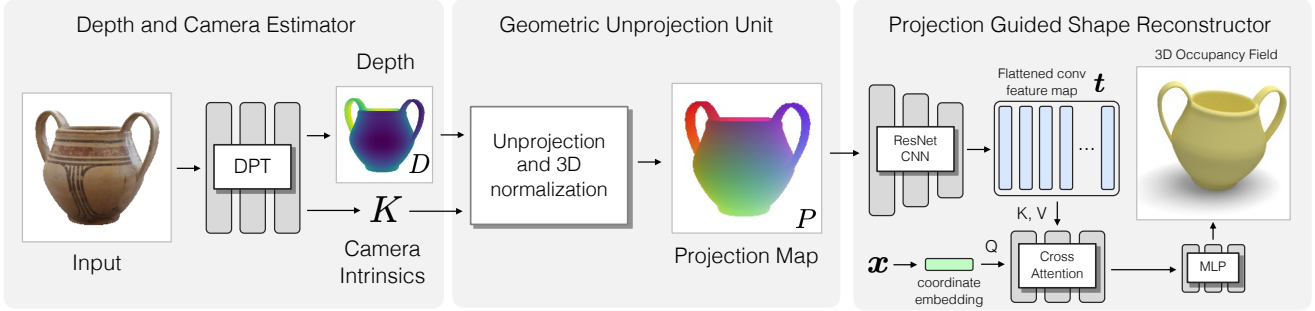 Depth and Camera Estimator
Depth
DPT
D
K
Input
Camera
Intrinsics
Geometric Unprojection Unit
Unprojection
and 3D
normalization
P
Projection Map
Projection Guided Shape Reconstructor
3D Occupancy Field
Flattened conv
feature map
t
ResNet
CNN
...
K, V
x
Q
coordinate
embedding
Cross
Attention
MLP